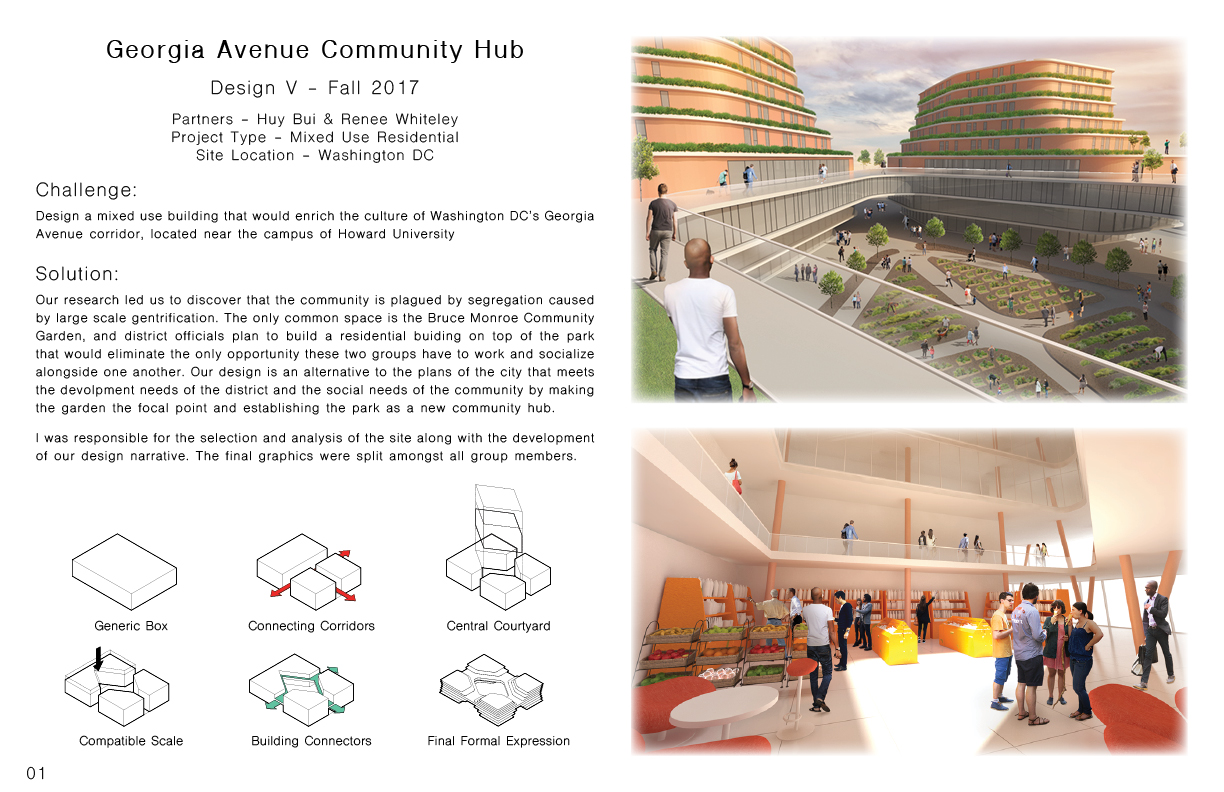 Georgia Avenue Community Hub
Design V - Fall 2017
Partners - Huy Bui & Renee Whiteley
Project Type - Mixed Use Residential
Site Location - Washington DC
Challenge:
Design a mixed use building that would enrich the culture of Washington DC's Georgia
Avenue corridor, located near the campus of Howard University
Solution:
Our research led us to discover that the community is plagued by segregation caused
by large scale gentrification. The only common space is the Bruce Monroe Community
Garden, and district officials plan to build a residential buiding on top of the park
that would eliminate the only opportunity these two groups have to work and socialize
alongside one another. Our design is an alternative to the plans of the city that meets
the devolpment needs of the district and the social needs of the community by making
the garden the focal point and establishing the park as a new community hub.
I was responsible for the selection and analysis of the site along with the development
of our design narrative. The final graphics were split amongst all group members.
Generic Box
Connecting Corridors
Central Courtyard
Compatible Scale
Building Connectors
Final Formal Expression
01